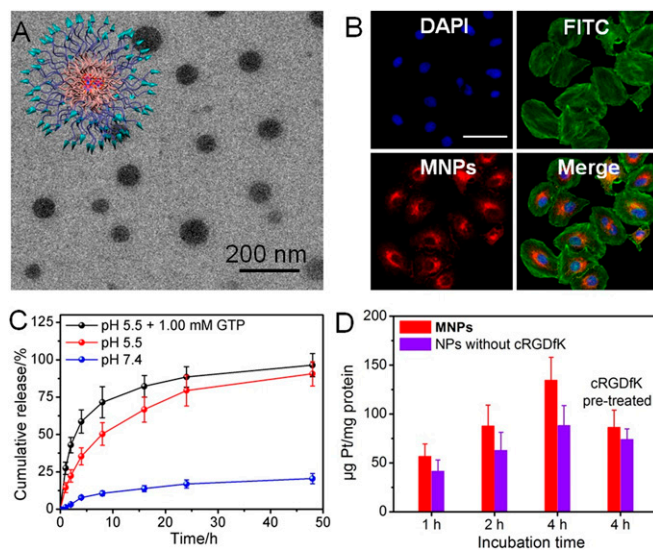 A
200 nm
B
DAPI
FITC
MNPs
Merge
C
Cumulative release/%
125
100
75
50
25
0
pH 5.5 + 1.00 mM GTP
pH 5.5
pH 7.4
0 10 20 30 40 50
Time/h
D
µg Pt/mg protein
200
150
100
50
0
MNPs
NPs without cRGDfK
cRGDfK
pre-treated
1 h 2 h 4 h 4 h
Incubation time